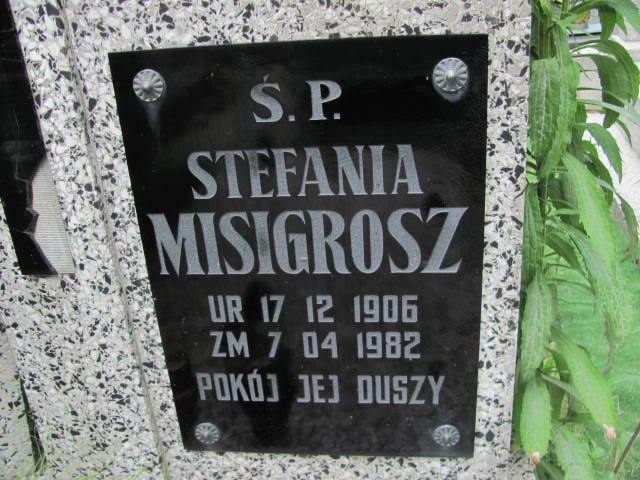 Ś.P.
STEFANIA
MISIGROSZ
UR 17 12 1906
ZM 7 04 1982
POKÓJ JEJ DUSZY